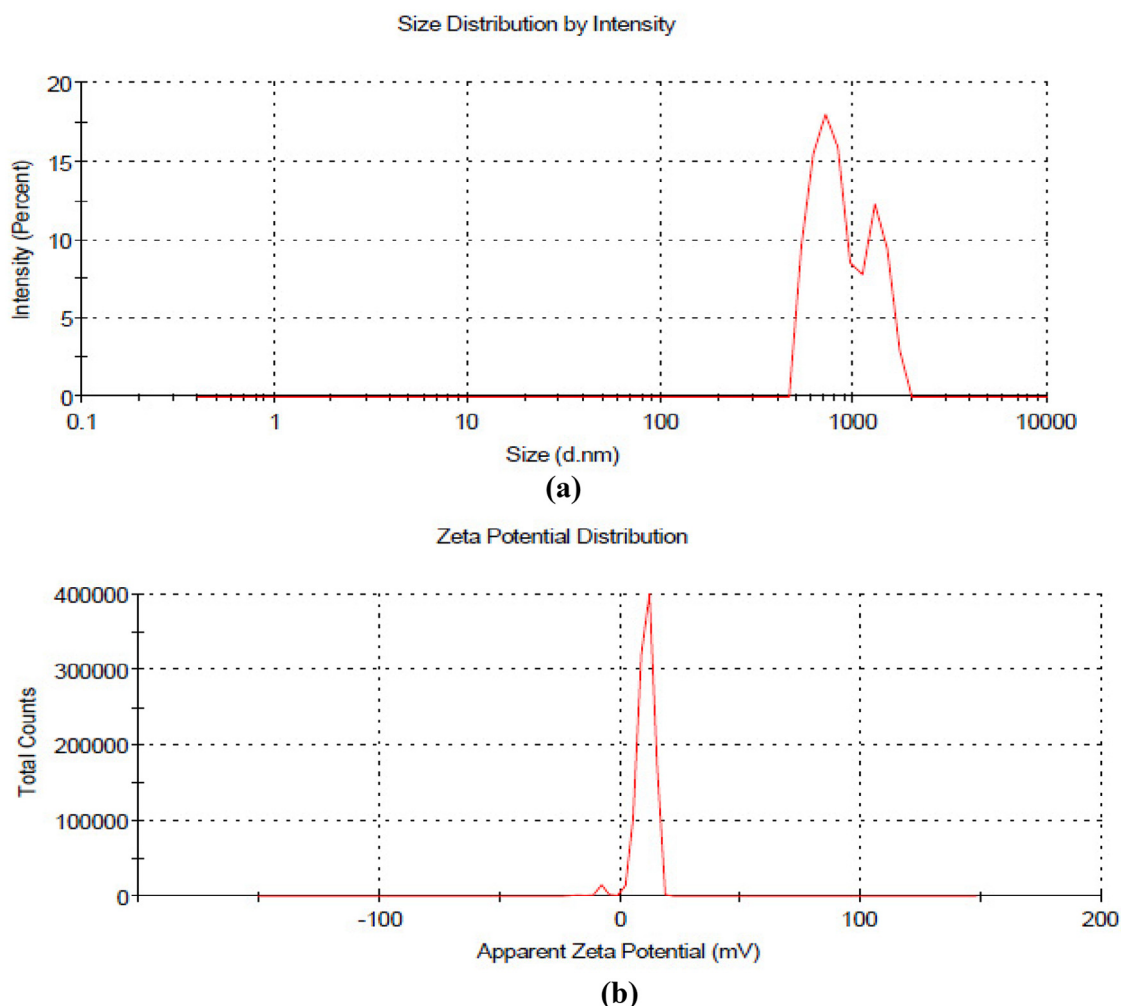 Size Distribution by Intensity
20
15
10
5
0
Intensity (Percent)
0.1 1 10 100 1000 10000
Size (d.nm)
(a)
Zeta Potential Distribution
400000
300000
200000
100000
0
Total Counts
-100 0 100 200
Apparent Zeta Potential (mV)
(b)